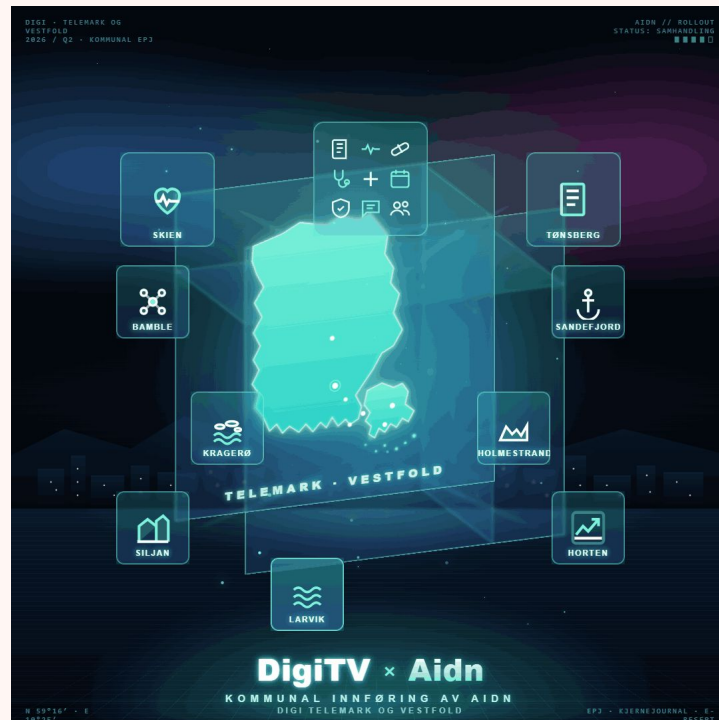 DIGI · TELEMARK OG
VESTFOLD
2026 / Q2 · KOMMUNAL EPJ
AIDN // ROLLOUT
STATUS: SAMHANDLING
SKIEN
TØNSBERG
BAMBLE
SANDEFJORD
KRAGERØ
HOLMESTRAND
TELEMARK · VESTFOLD
SILJAN
HORTEN
LARVIK
DigiTV × Aidn
KOMMUNAL INNFØRING AV AIDN
DIGI TELEMARK OG VESTFOLD
N 59°16′ · E
EPJ · KJERNEJOURNAL · E-